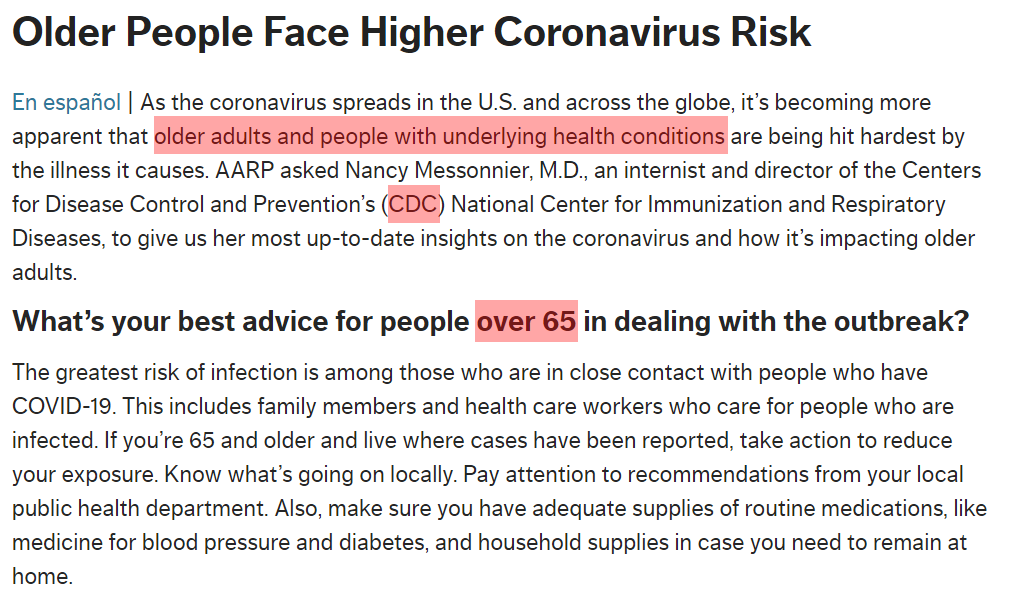 Older People Face Higher Coronavirus Risk
En español | As the coronavirus spreads in the U.S. and across the globe, it's becoming more
apparent that older adults and people with underlying health conditions are being hit hardest by
the illness it causes. AARP asked Nancy Messonnier, M.D., an internist and director of the Centers
for Disease Control and Prevention's (CDC) National Center for Immunization and Respiratory
Diseases, to give us her most up-to-date insights on the coronavirus and how it's impacting older
adults.
What's your best advice for people over 65 in dealing with the outbreak?
The greatest risk of infection is among those who are in close contact with people who have
COVID-19. This includes family members and health care workers who care for people who are
infected. If you're 65 and older and live where cases have been reported, take action to reduce
your exposure. Know what's going on locally. Pay attention to recommendations from your local
public health department. Also, make sure you have adequate supplies of routine medications, like
medicine for blood pressure and diabetes, and household supplies in case you need to remain at
home.